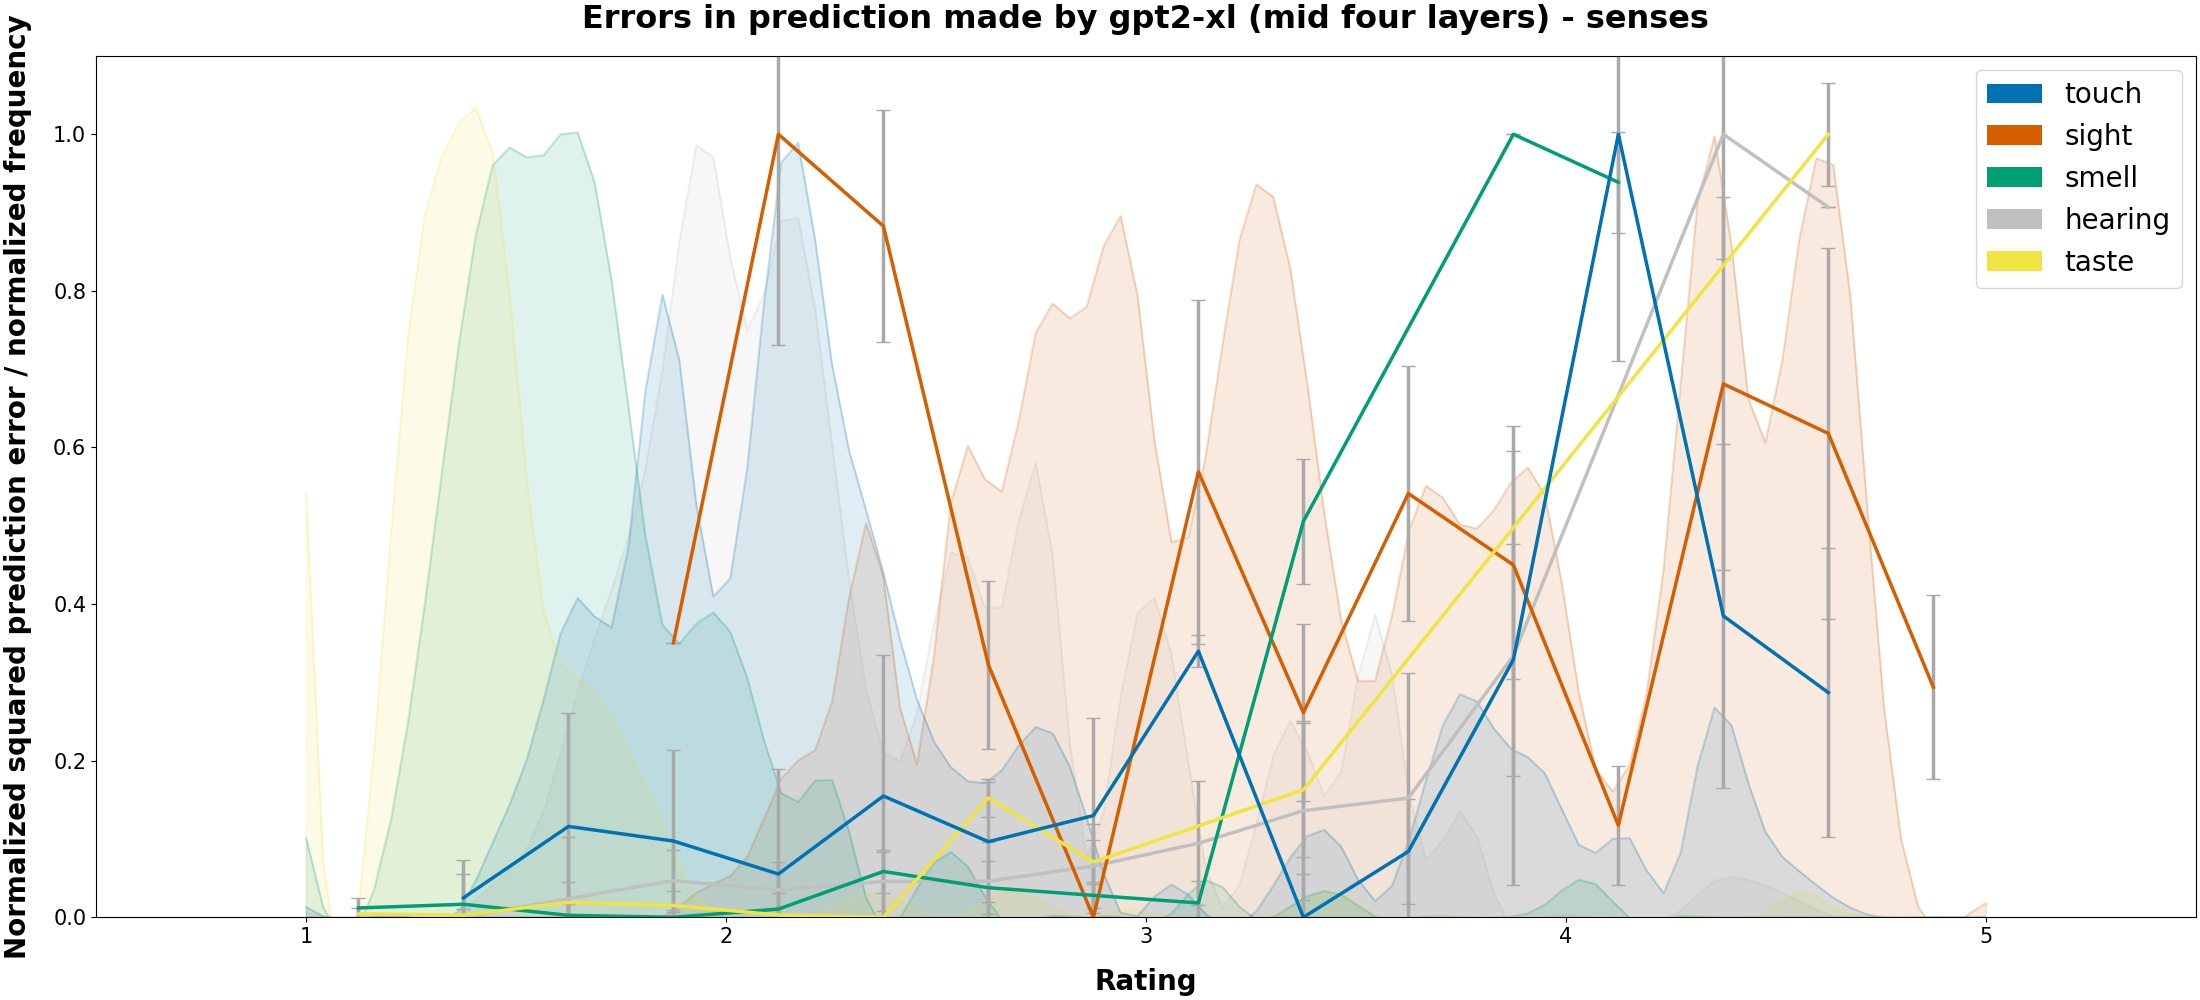 Errors in prediction made by gpt2-xl (mid four layers) - senses
Normalized squared prediction error / normalized frequency
1.0
0.8
0.6
0.4
0.2
0.0
touch
sight
smell
hearing
taste
1 2 3 4 5
Rating